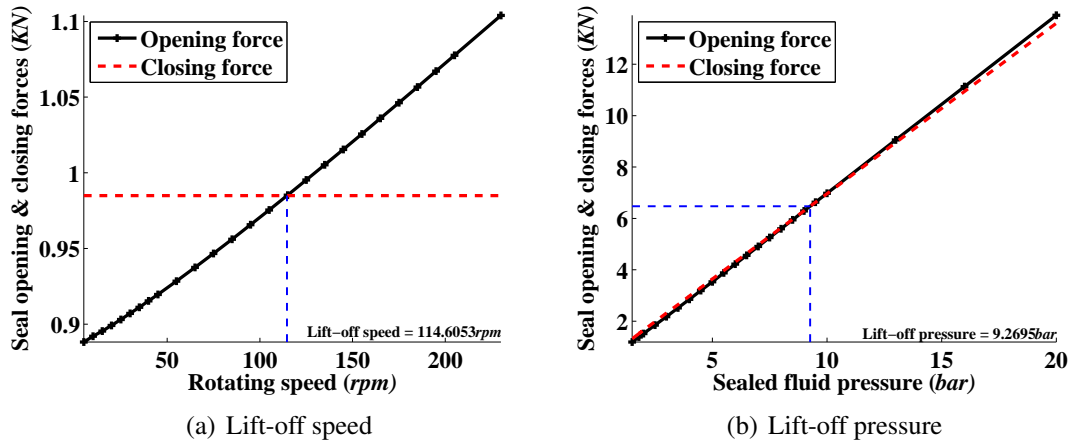 1.1
1.05
1
0.95
0.9
Seal opening & closing forces (KN)
Opening force
Closing force
Lift-off speed = 114.6053rpm
50 100 150 200
Rotating speed (rpm)
(a) Lift-off speed
12
10
8
6
4
2
Seal opening & closing forces (KN)
Opening force
Closing force
Lift-off pressure = 9.2695bar
5 10 15 20
Sealed fluid pressure (bar)
(b) Lift-off pressure